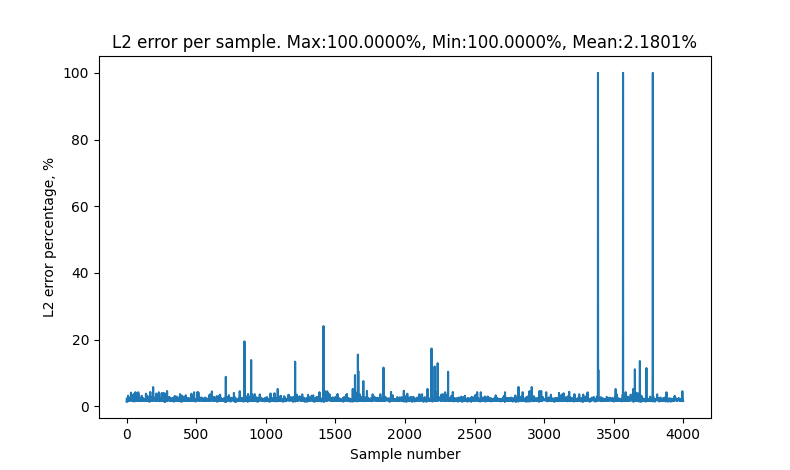 L2 error per sample. Max:100.0000%, Min:100.0000%, Mean:2.1801%
100
80
60
40
20
0
L2 error percentage, %
0 500 1000 1500 2000 2500 3000 3500 4000
Sample number